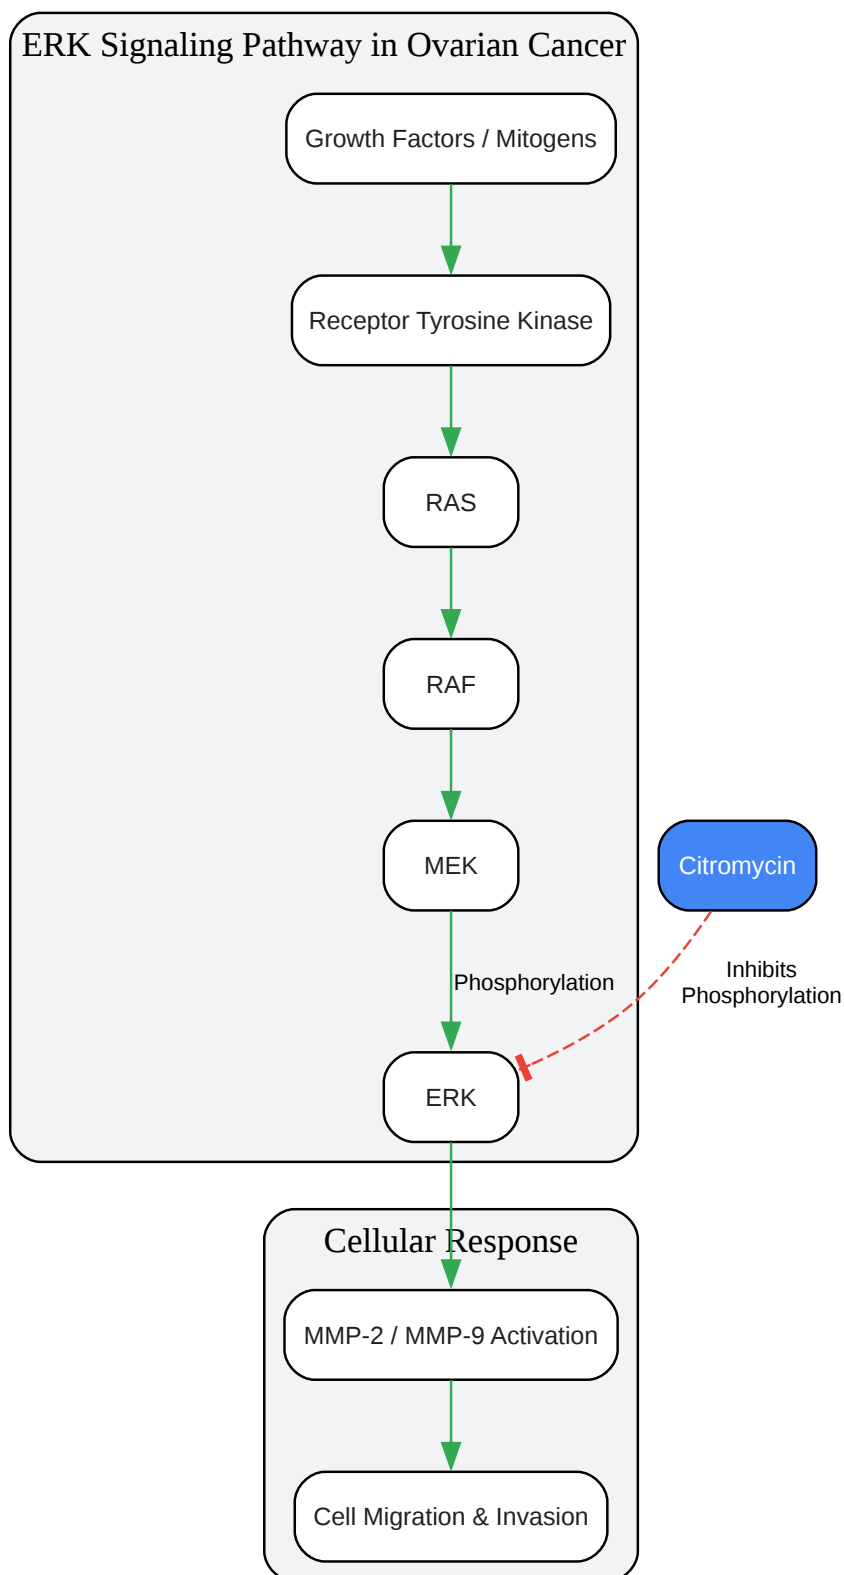 ERK Signaling Pathway in Ovarian Cancer
Growth Factors / Mitogens
Receptor Tyrosine Kinase
RAS
RAF
MEK
Citromycin
Phosphorylation
Inhibits
Phosphorylation
ERK
Cellular Response
MMP-2 / MMP-9 Activation
Cell Migration & Invasion